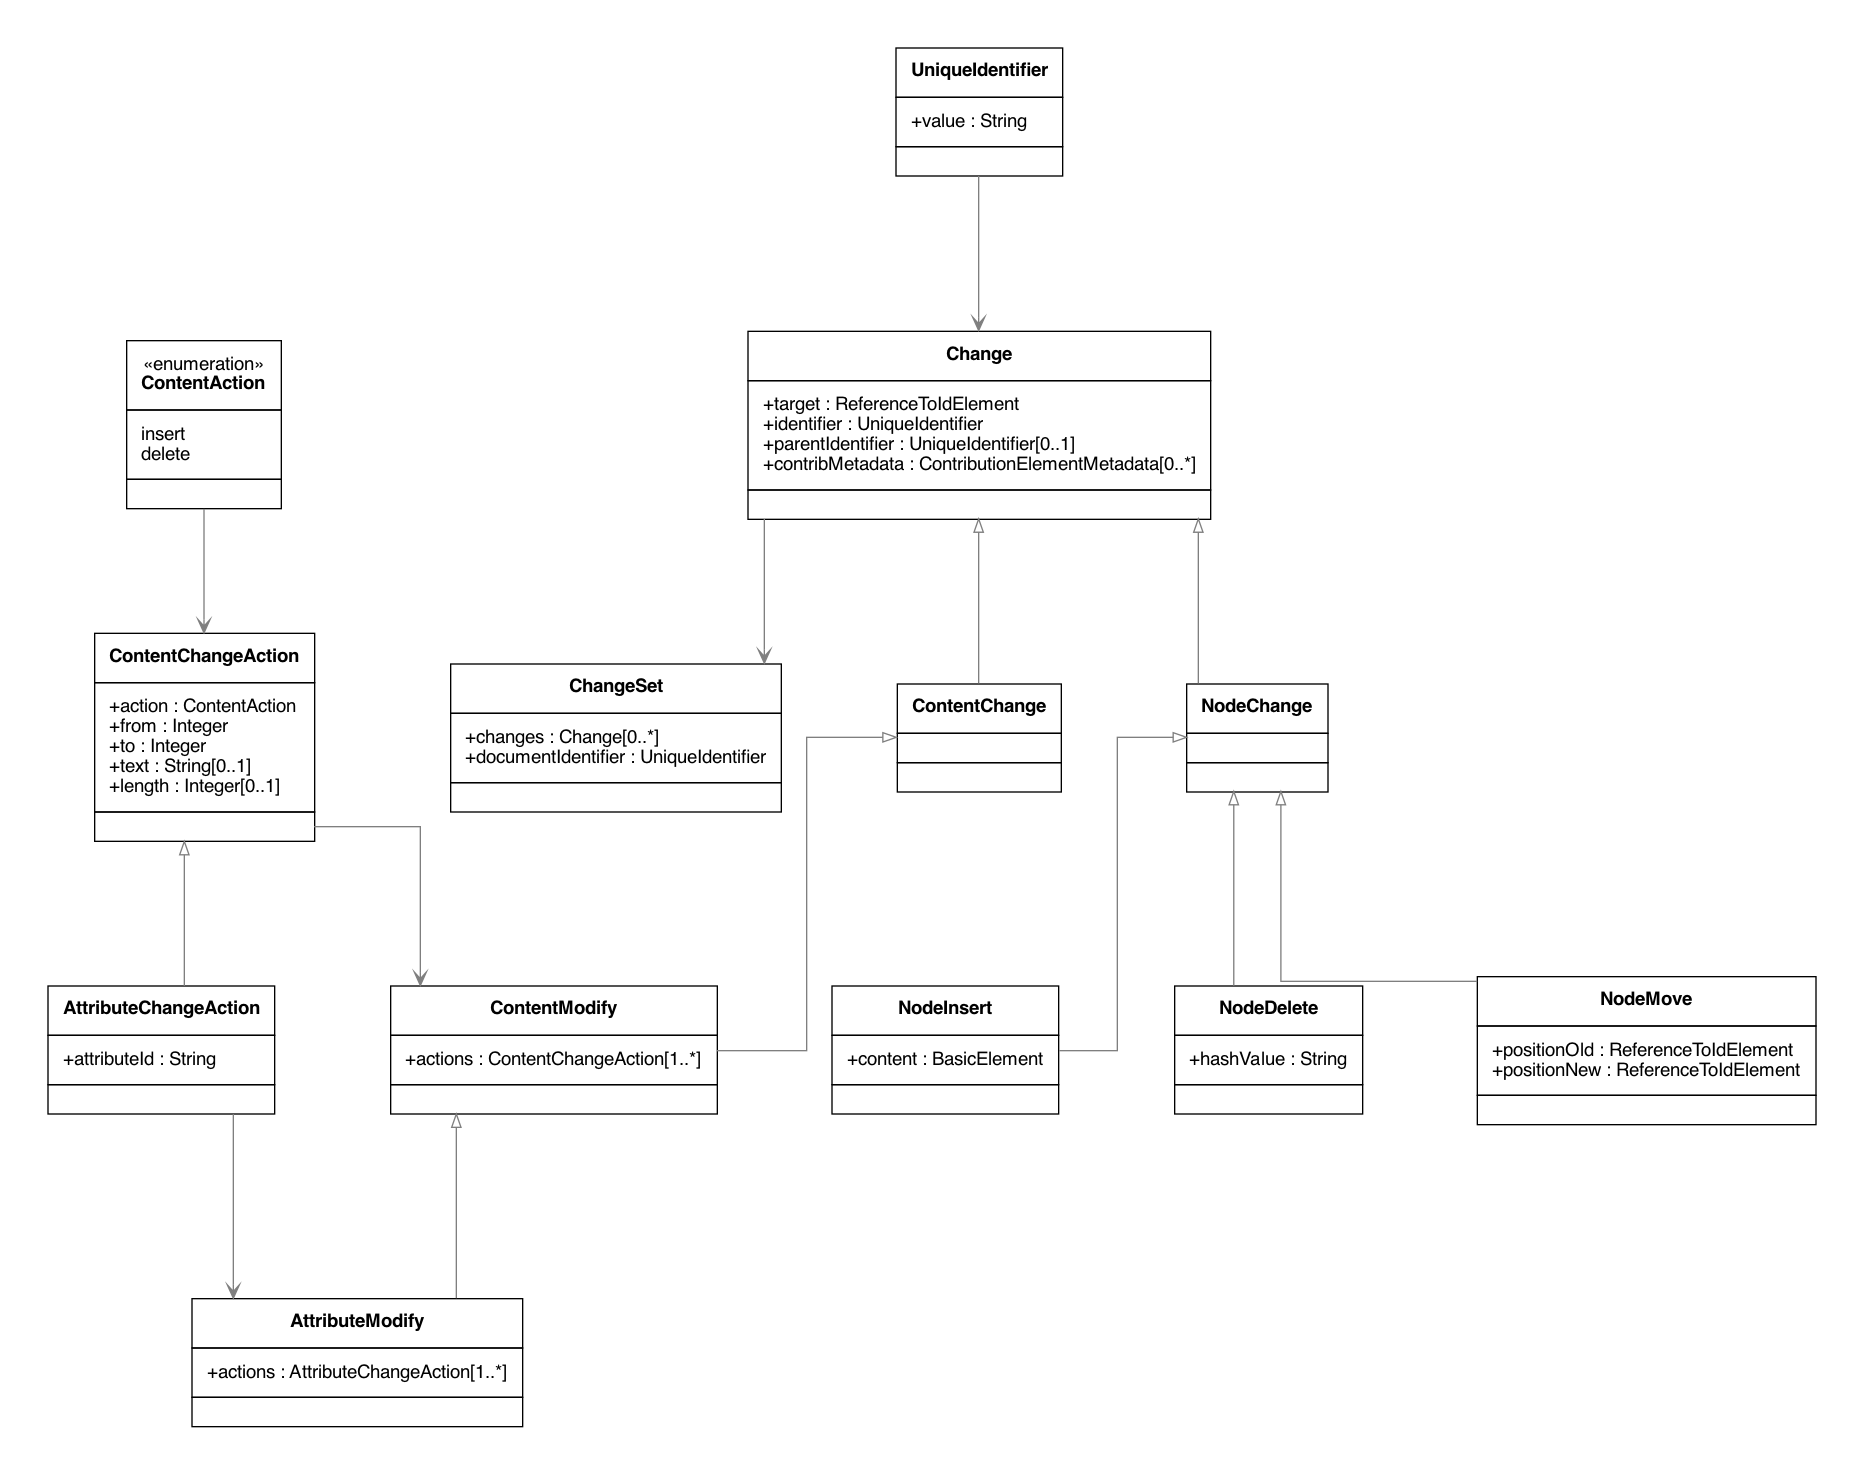 UniqueIdentifier
+value : String
«enumeration»
ContentAction
insert
delete
Change
+target : ReferenceToIdElement
+identifier : UniqueIdentifier
+parentIdentifier : UniqueIdentifier[0..1]
+contribMetadata : ContributionElementMetadata[0..*]
ContentChangeAction
+action : ContentAction
+from : Integer
+to : Integer
+text : String[0..1]
+length : Integer[0..1]
ChangeSet
+changes : Change[0..*]
+documentIdentifier : UniqueIdentifier
ContentChange
NodeChange
AttributeChangeAction
+attributeId : String
ContentModify
+actions : ContentChangeAction[1..*]
NodeInsert
+content : BasicElement
NodeDelete
+hashValue : String
NodeMove
+positionOld : ReferenceToIdElement
+positionNew : ReferenceToIdElement
AttributeModify
+actions : AttributeChangeAction[1..*]